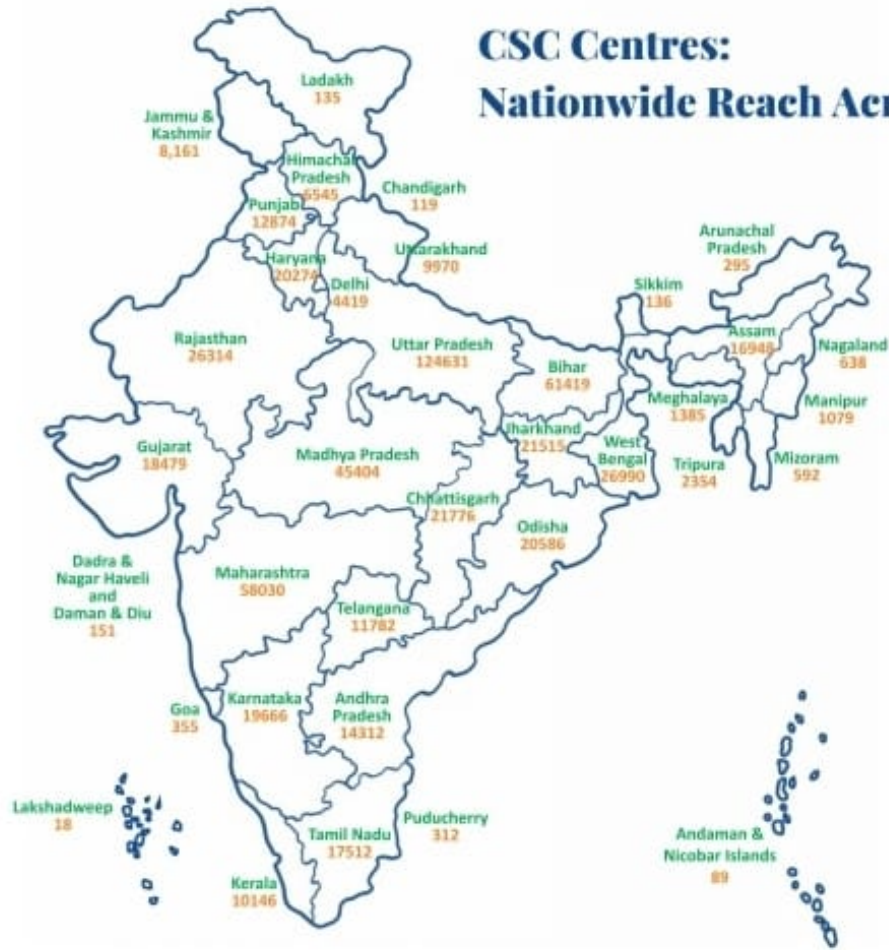 CSC Centres:
Nationwide Reach Acr
Ladakh
135
Jammu &
Kashmir
8,161
Himachal
Pradesh
6545
Chandigarh
119
Punjab
12874
Uttarakhand
9970
Haryana
20274
Delhi
4419
Arunachal
Pradesh
295
Sikkim
136
Rajasthan
26314
Uttar Pradesh
124631
Bihar
61419
Assam
16948
Nagaland
638
Meghalaya
1385
Manipur
1079
Gujarat
18479
Madhya Pradesh
45404
Jharkhand
21515
West
Bengal
26990
Tripura
2354
Mizoram
592
Chhattisgarh
21776
Odisha
20586
Dadra &
Nagar Haveli
and
Daman & Diu
151
Maharashtra
58030
Telangana
11782
Goa
355
Karnataka
19666
Andhra
Pradesh
14312
Lakshadweep
18
Tamil Nadu
17512
Puducherry
312
Andaman &
Nicobar Islands
89
Kerala
10146